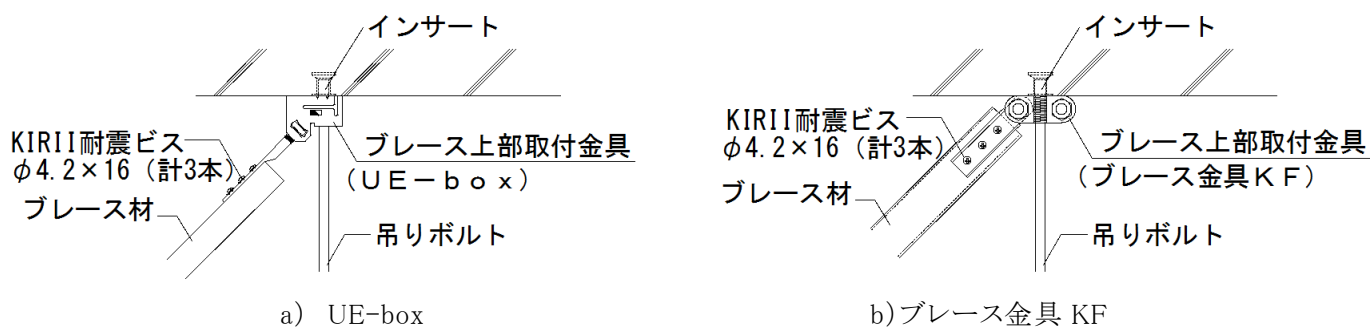 インサート
KIRII耐震ビス
φ4.2×16（計3本）
ブレース上部取付金具
（UE－box）
ブレース材
吊りボルト
a) UE-box
インサート
KIRII耐震ビス
φ4.2×16（計3本）
ブレース上部取付金具
（ブレース金具KF）
ブレース材
吊りボルト
b)ブレース金具 KF